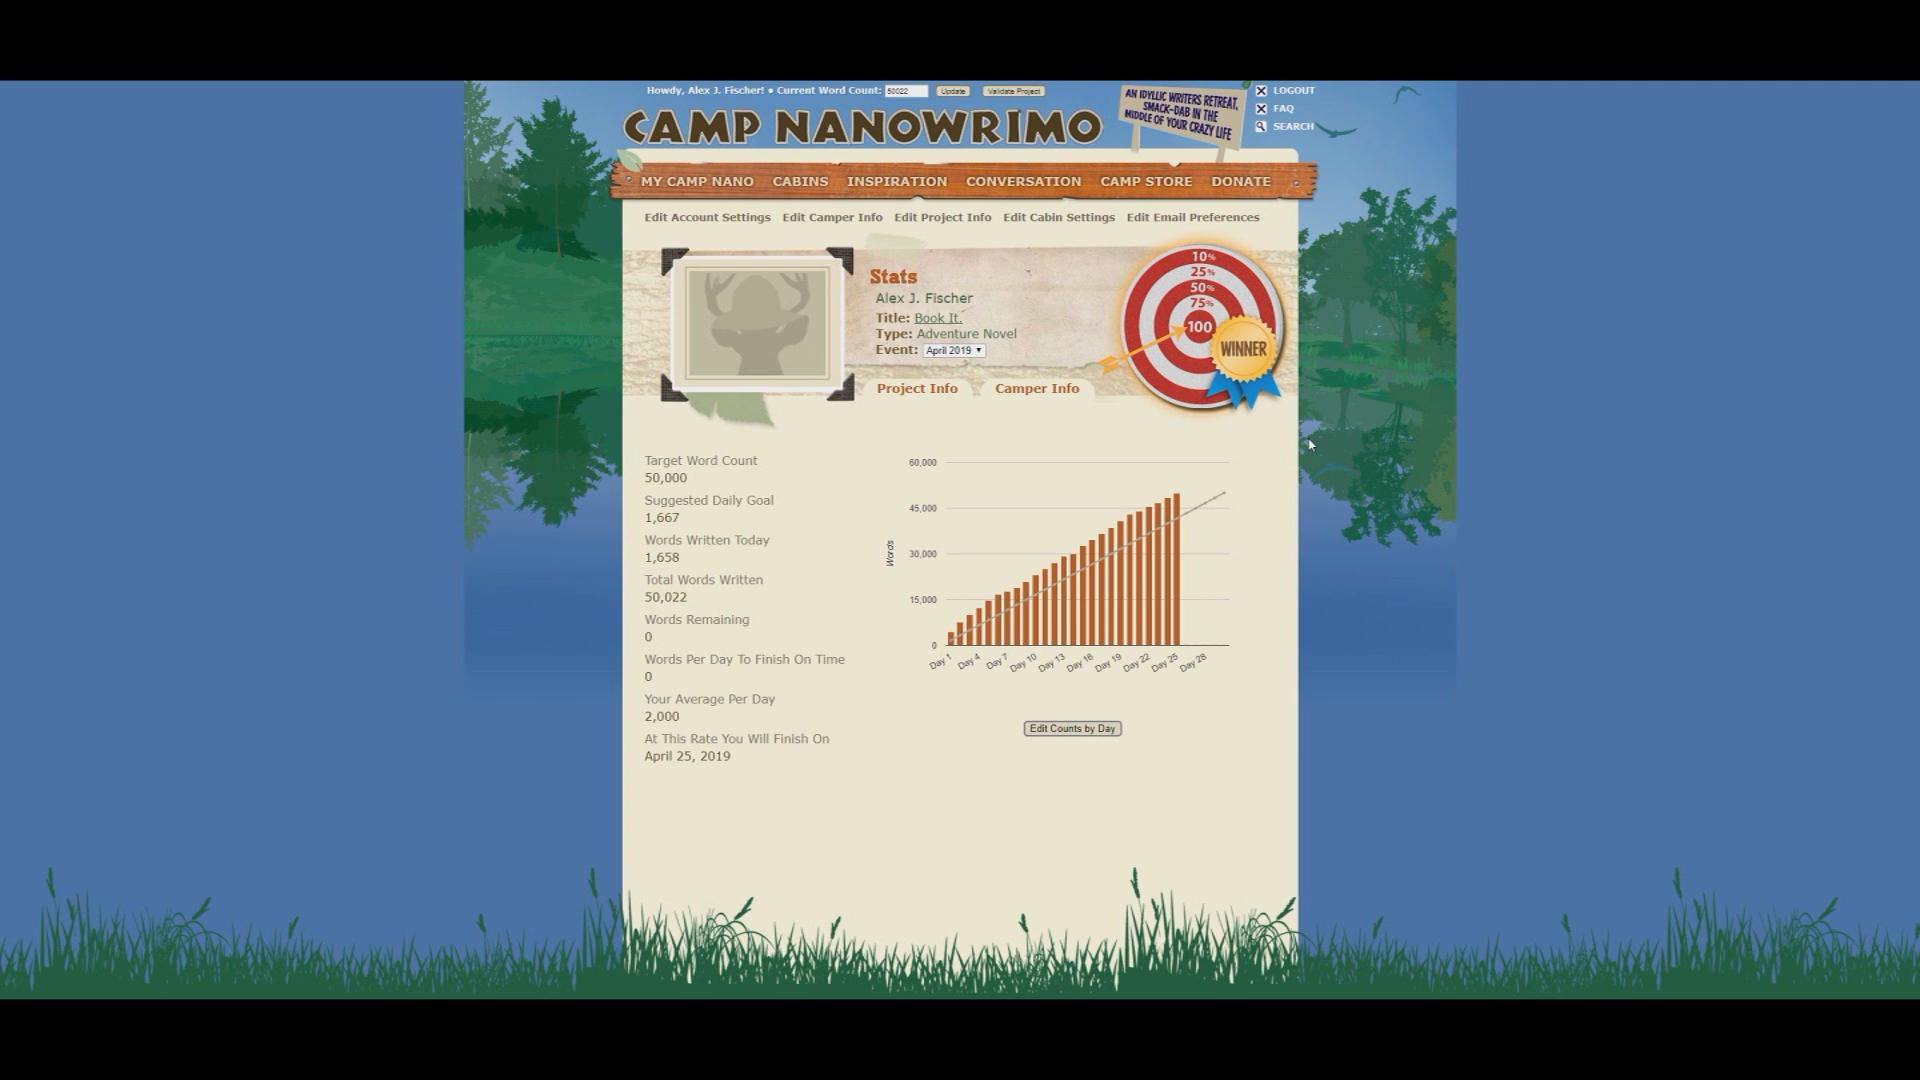 Howdy, Alex J. Fischer! • Current Word Count: 50022 Update Validate Project
LOGOUT
FAQ
SEARCH
AN IDYLLIC WRITERS RETREAT,
SMACK-DAB IN THE
MIDDLE OF YOUR CRAZY LIFE
CAMP NANOWRIMO
MY CAMP NANO CABINS INSPIRATION CONVERSATION CAMP STORE DONATE
Edit Account Settings Edit Camper Info Edit Project Info Edit Cabin Settings Edit Email Preferences
Stats
Alex J. Fischer
Title: Book It.
Type: Adventure Novel
Event: April 2019
Project Info Camper Info
10%
25%
50%
75%
100
WINNER
Target Word Count
50,000
Suggested Daily Goal
1,667
Words Written Today
1,658
Total Words Written
50,022
Words Remaining
0
Words Per Day To Finish On Time
0
Your Average Per Day
2,000
At This Rate You Will Finish On
April 25, 2019
60,000
45,000
30,000
15,000
0
Words
Day 1 Day 4 Day 7 Day 10 Day 13 Day 16 Day 19 Day 22 Day 25 Day 28
Edit Counts by Day